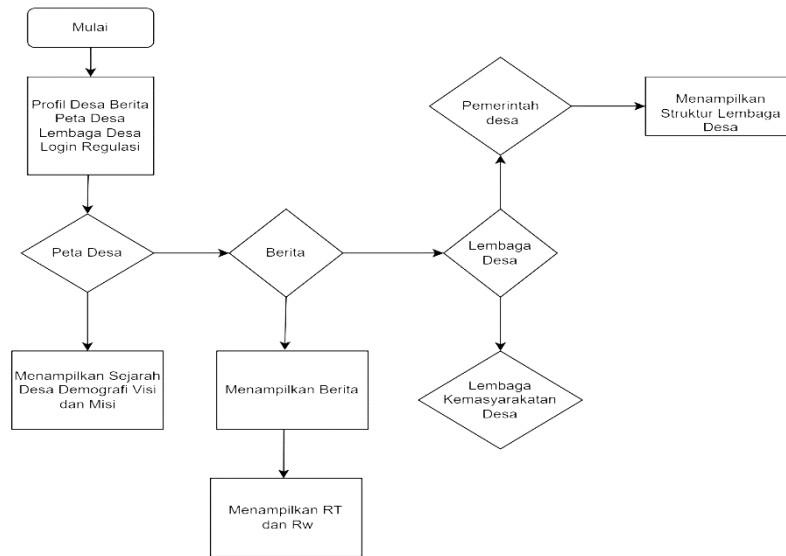 Mulai
Profil Desa Berita
Peta Desa
Lembaga Desa
Login Regulasi
Peta Desa
Berita
Lembaga
Desa
Pemerintah
desa
Menampilkan
Struktur Lembaga
Desa
Menampilkan Sejarah
Desa Demografi Visi
dan Misi
Menampilkan Berita
Lembaga
Kemasyarakatan
Desa
Menampilkan RT
dan Rw